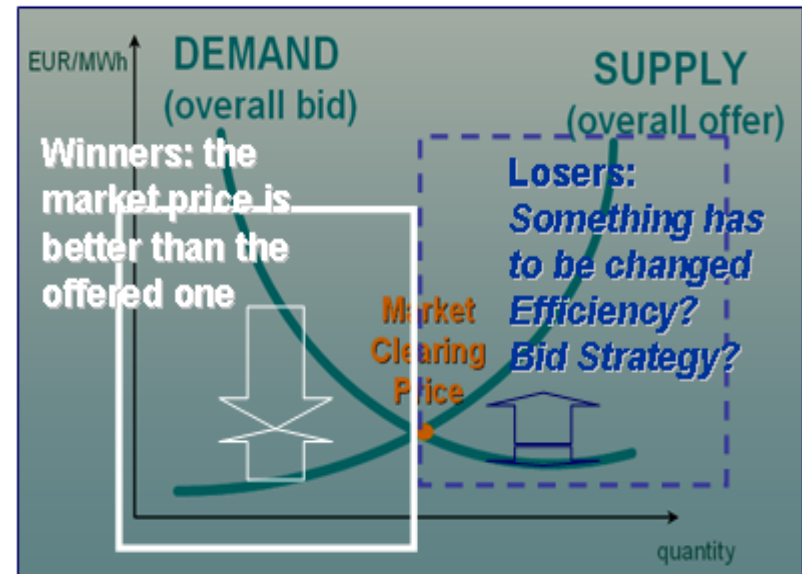 EUR/MWh
DEMAND
(overall bid)
SUPPLY
(overall offer)
Winners: the
market price is
better than the
offered one
Losers:
Something has
to be changed
Efficiency?
Bid Strategy?
Market
Clearing
Price
quantity